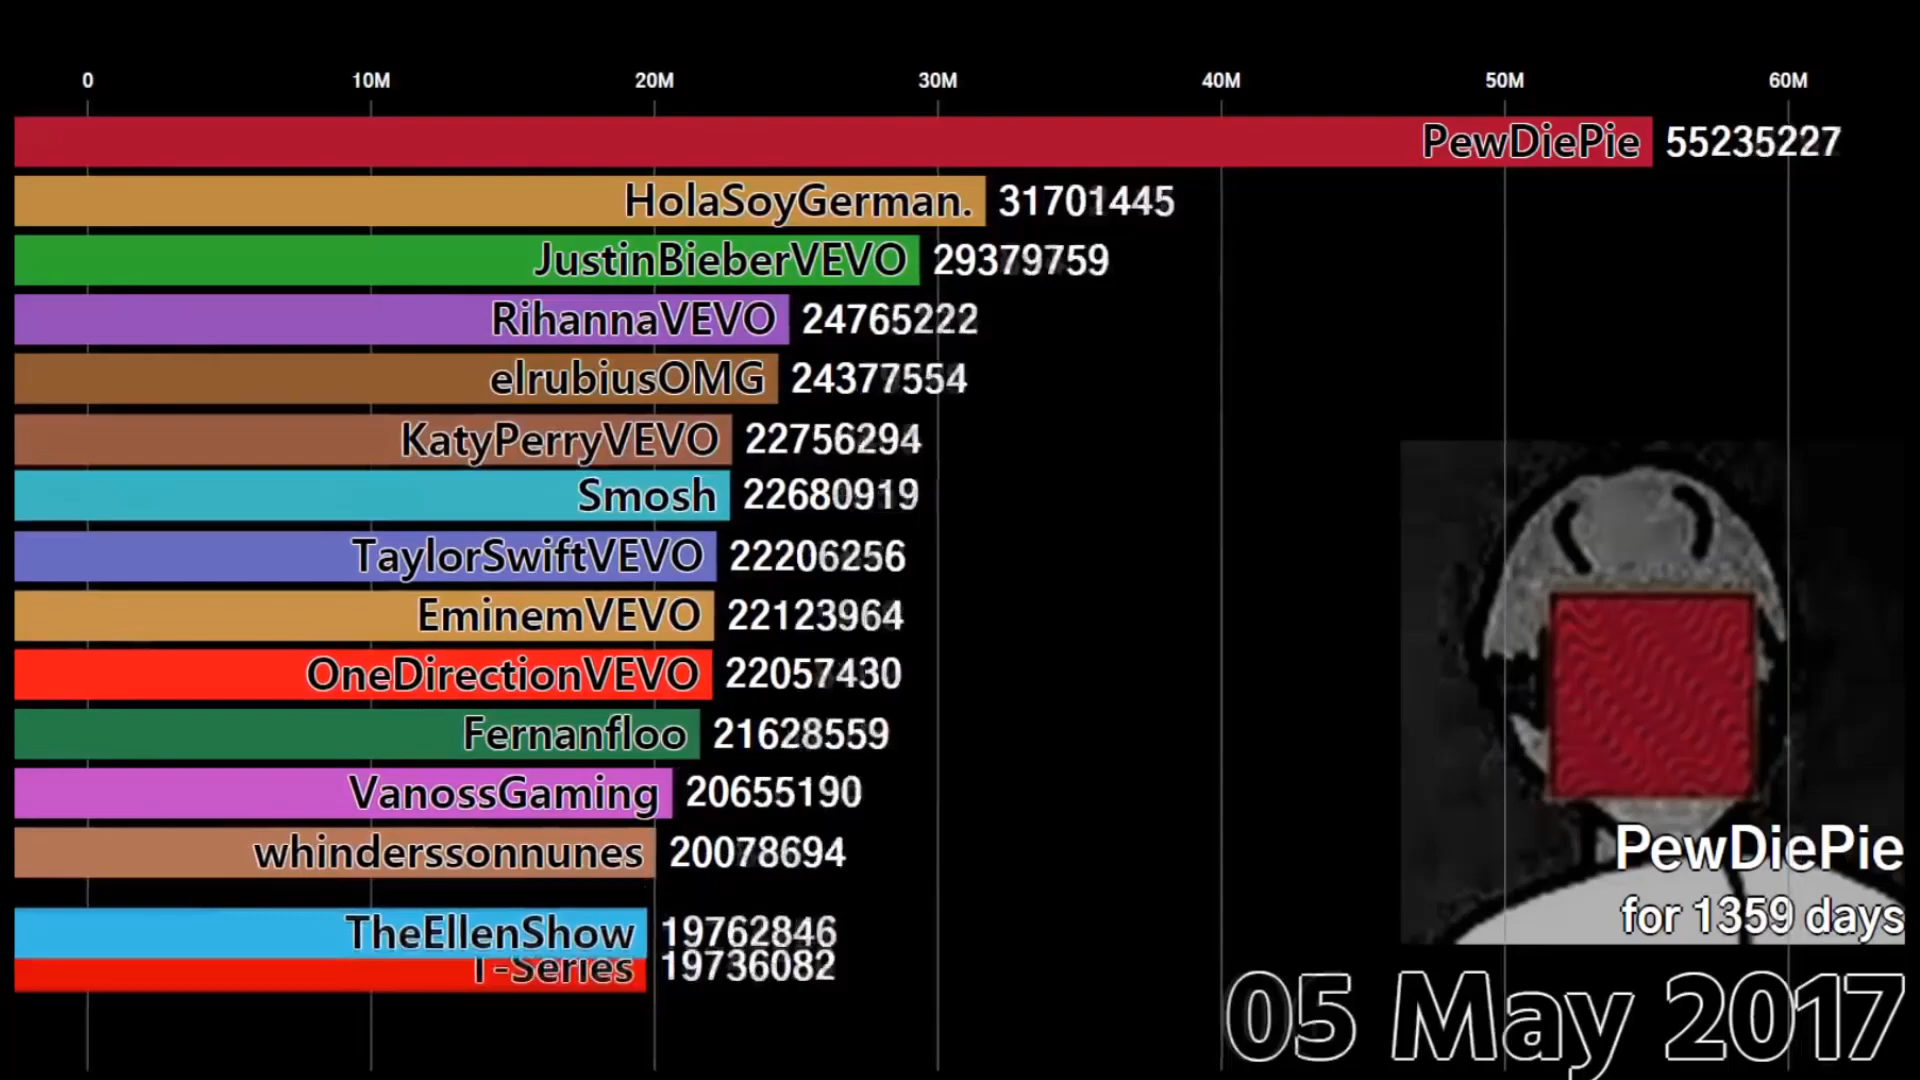 0 10M 20M 30M 40M 50M 60M
PewDiePie 55235227
HolaSoyGerman. 31701445
JustinBieberVEVO 29379759
RihannaVEVO 24765222
elrubiusOMG 24377554
KatyPerryVEVO 22756294
Smosh 22680919
TaylorSwiftVEVO 22206256
EminemVEVO 22123964
OneDirectionVEVO 22057430
Fernanfloo 21628559
VanossGaming 20655190
whinderssonnunes 20078694
TheEllenShow 19762846
T-Series 19736082
PewDiePie
for 1359 days
05 May 2017